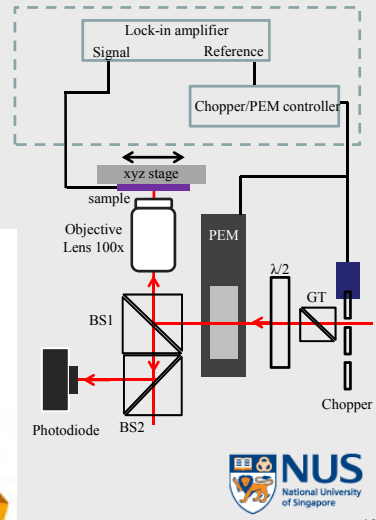 Lock-in amplifier
Signal
Reference
Chopper/PEM controller
xyz stage
sample
Objective
Lens 100x
PEM
λ/2
GT
BS1
BS2
Photodiode
Chopper
NUS
National University
of Singapore